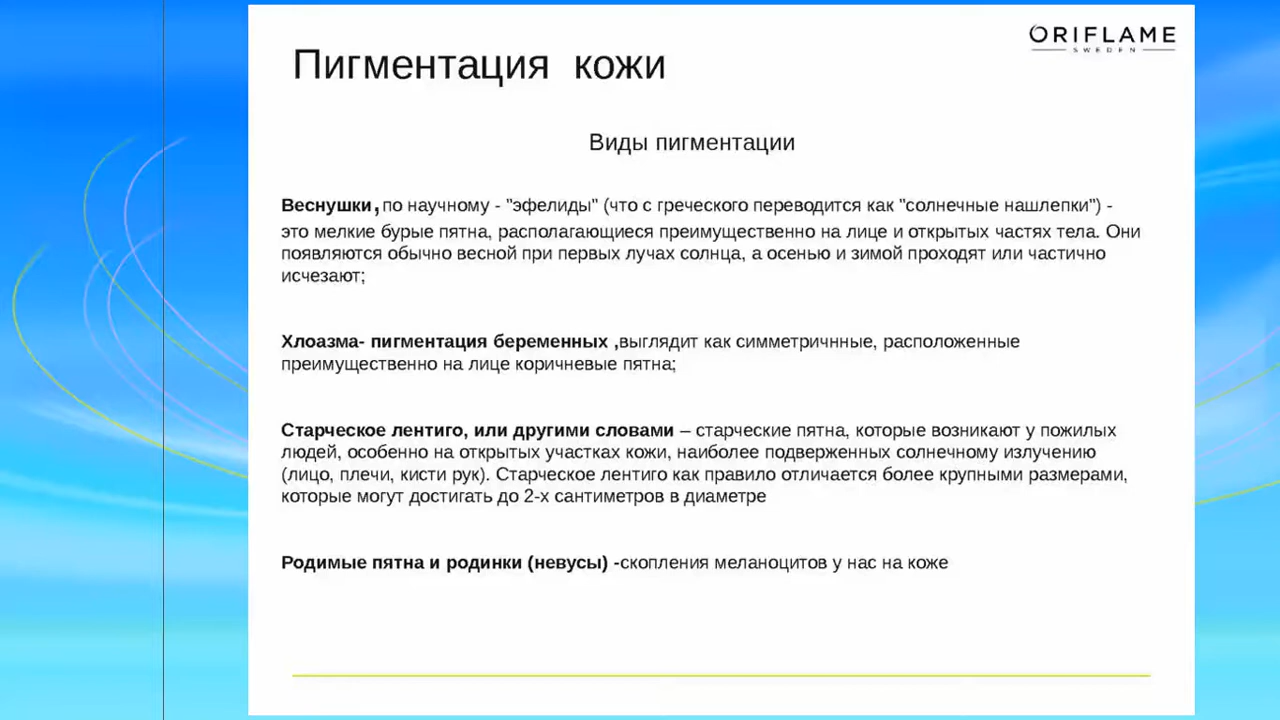 ORIFLAME
SWEDEN
Пигментация кожи
Виды пигментации
Веснушки, по научному - "эфелиды" (что с греческого переводится как "солнечные нашлепки") -
это мелкие бурые пятна, располагающиеся преимущественно на лице и открытых частях тела. Они
появляются обычно весной при первых лучах солнца, а осенью и зимой проходят или частично
исчезают;
Хлоазма- пигментация беременных ,выглядит как симметричнные, расположенные
преимущественно на лице коричневые пятна;
Старческое лентиго, или другими словами – старческие пятна, которые возникают у пожилых
людей, особенно на открытых участках кожи, наиболее подверженных солнечному излучению
(лицо, плечи, кисти рук). Старческое лентиго как правило отличается более крупными размерами,
которые могут достигать до 2-х сантиметров в диаметре
Родимые пятна и родинки (невусы) -скопления меланоцитов у нас на коже